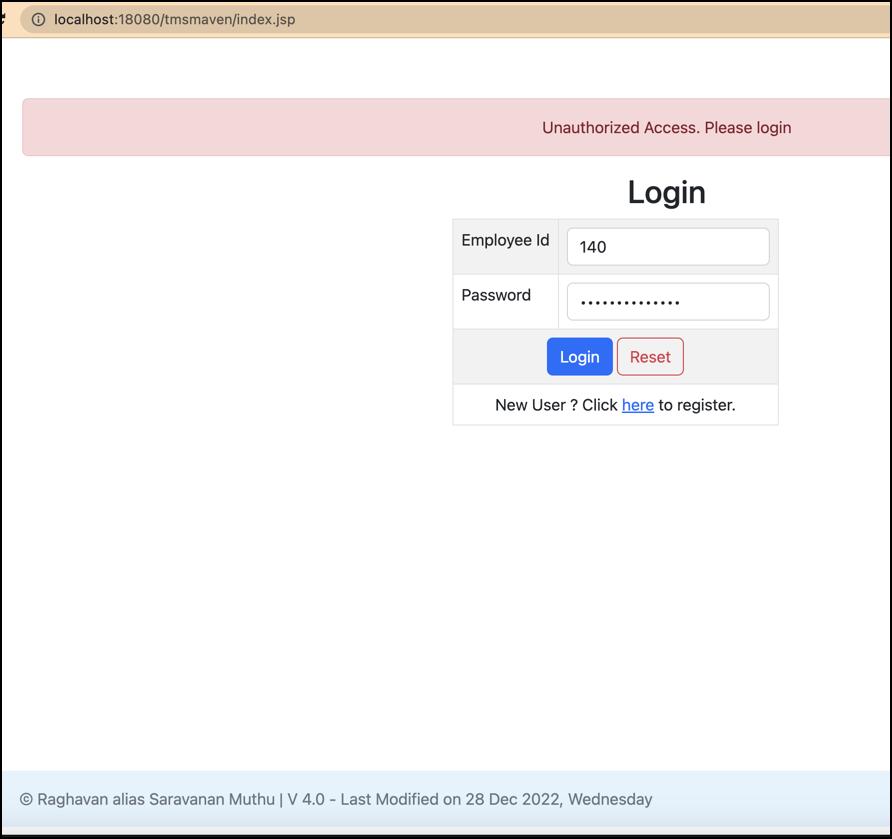 localhost:18080/tmsmaven/index.jsp
Unauthorized Access. Please login
Login
Employee Id 140
Password ••••••••••••••
Login Reset
New User ? Click here to register.
© Raghavan alias Saravanan Muthu | V 4.0 - Last Modified on 28 Dec 2022, Wednesday